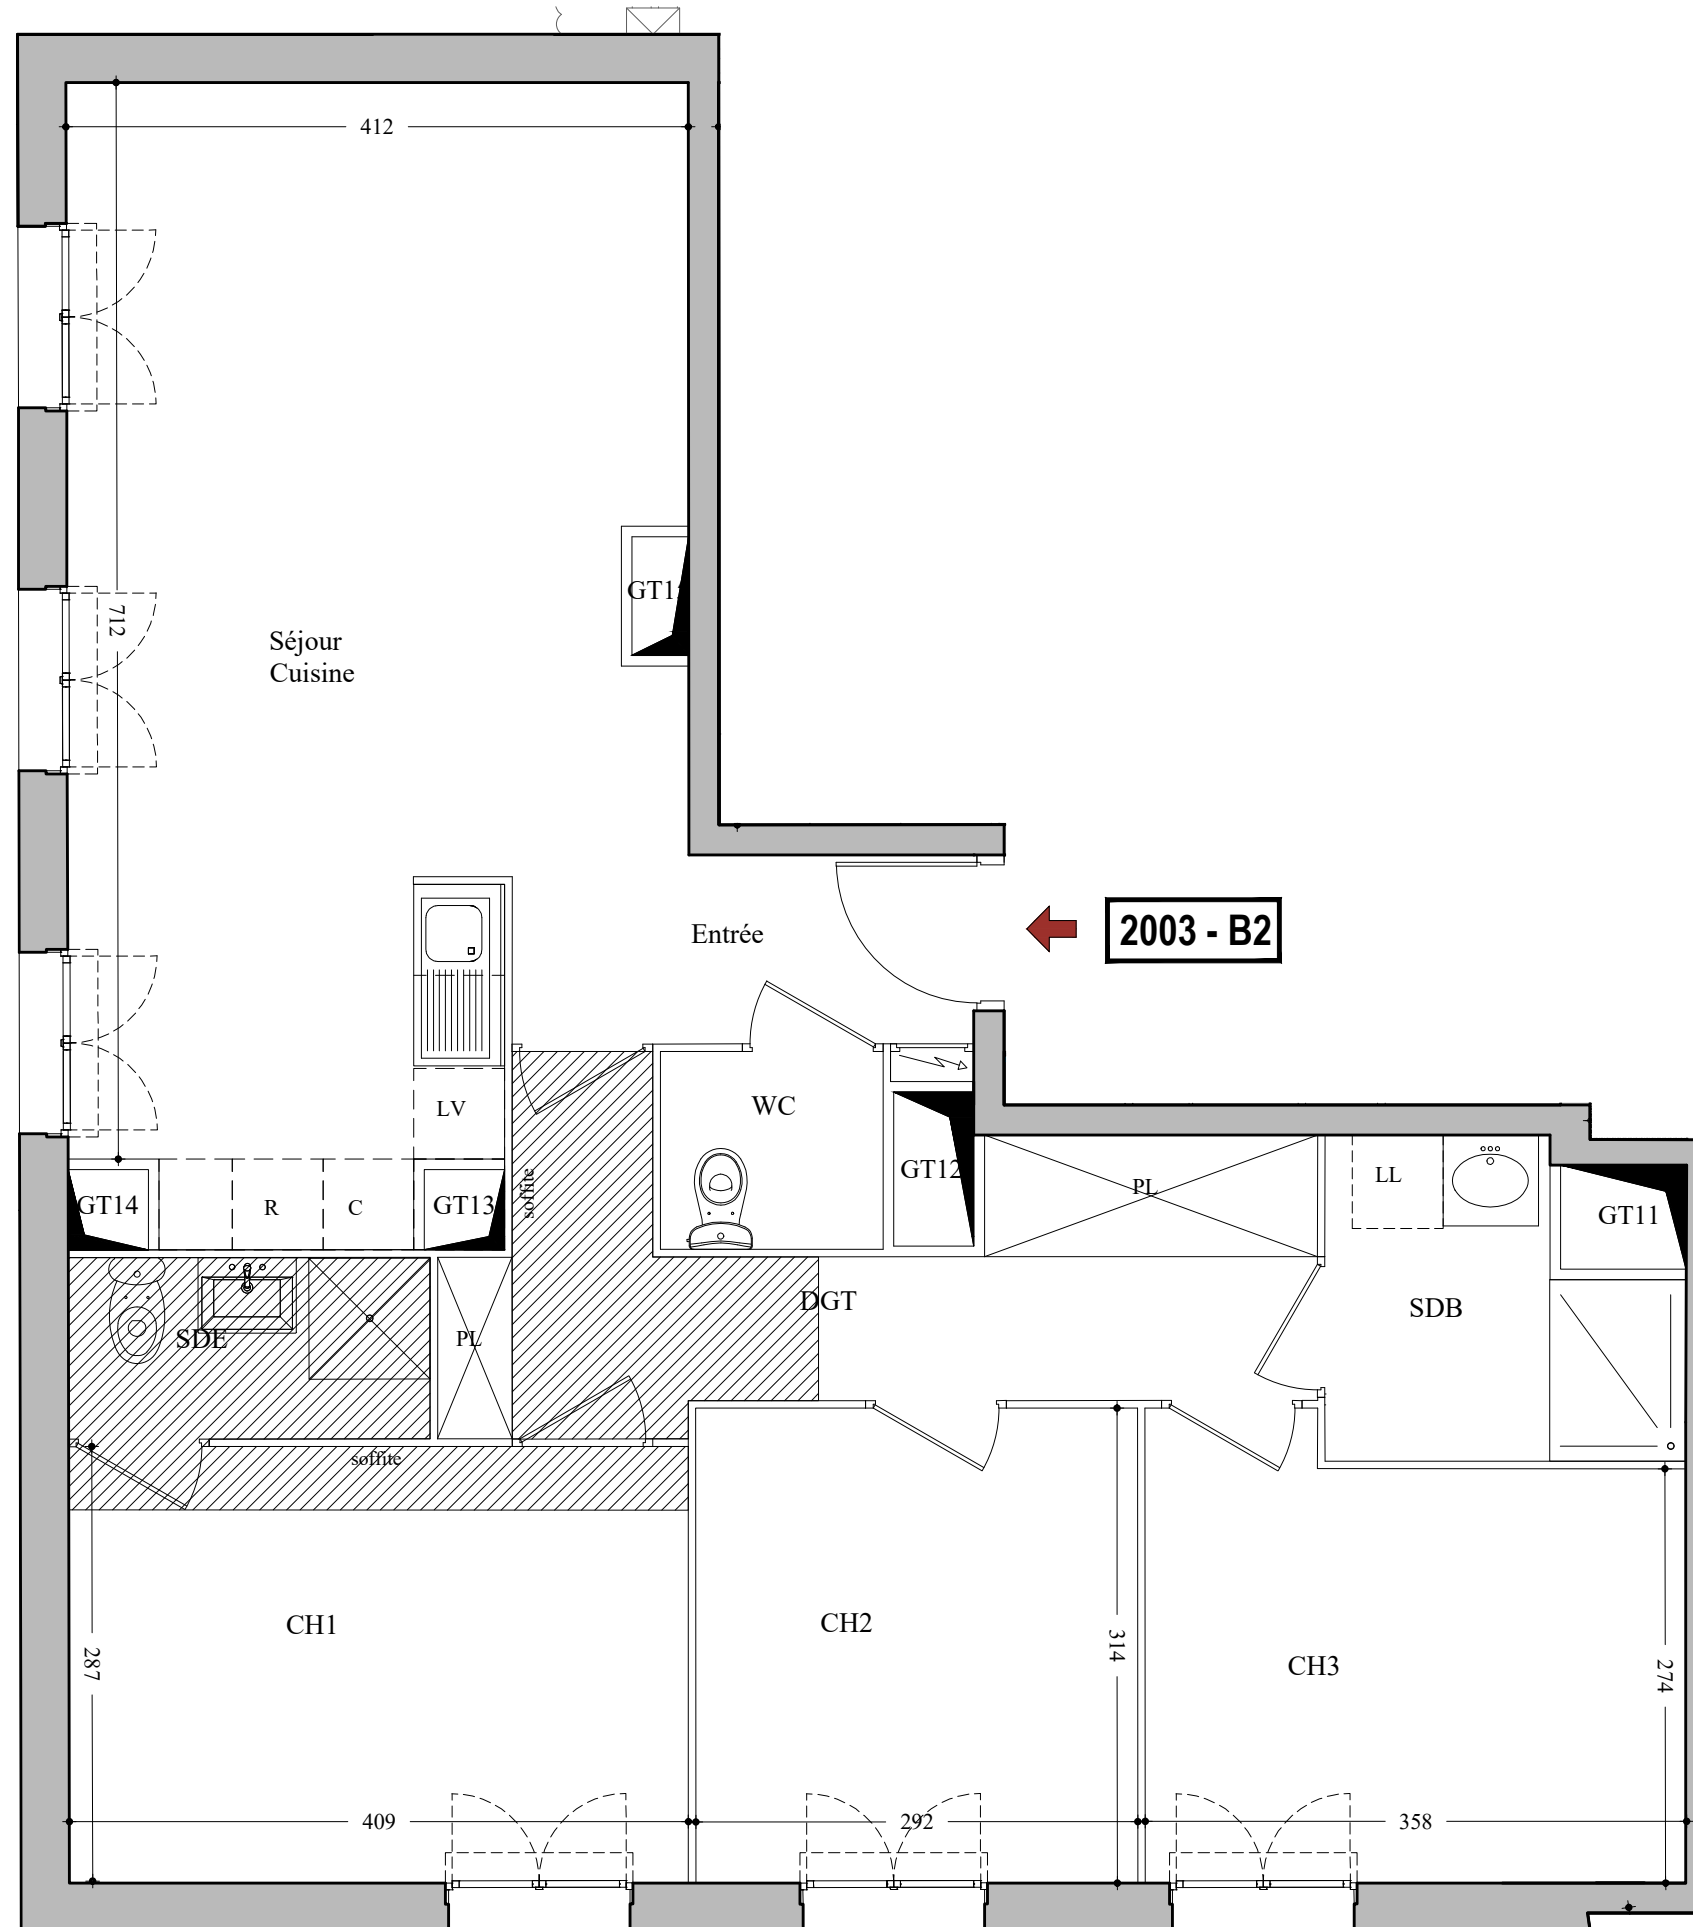 412
GT1
712
Séjour
Cuisine
Entrée
2003 - B2
LV
WC
GT12
PL
LL
GT14
R
C
GT13
soffite
GT11
DGT
SDB
SDE
PL
soffite
CH1
CH2
CH3
287
314
274
409
292
358